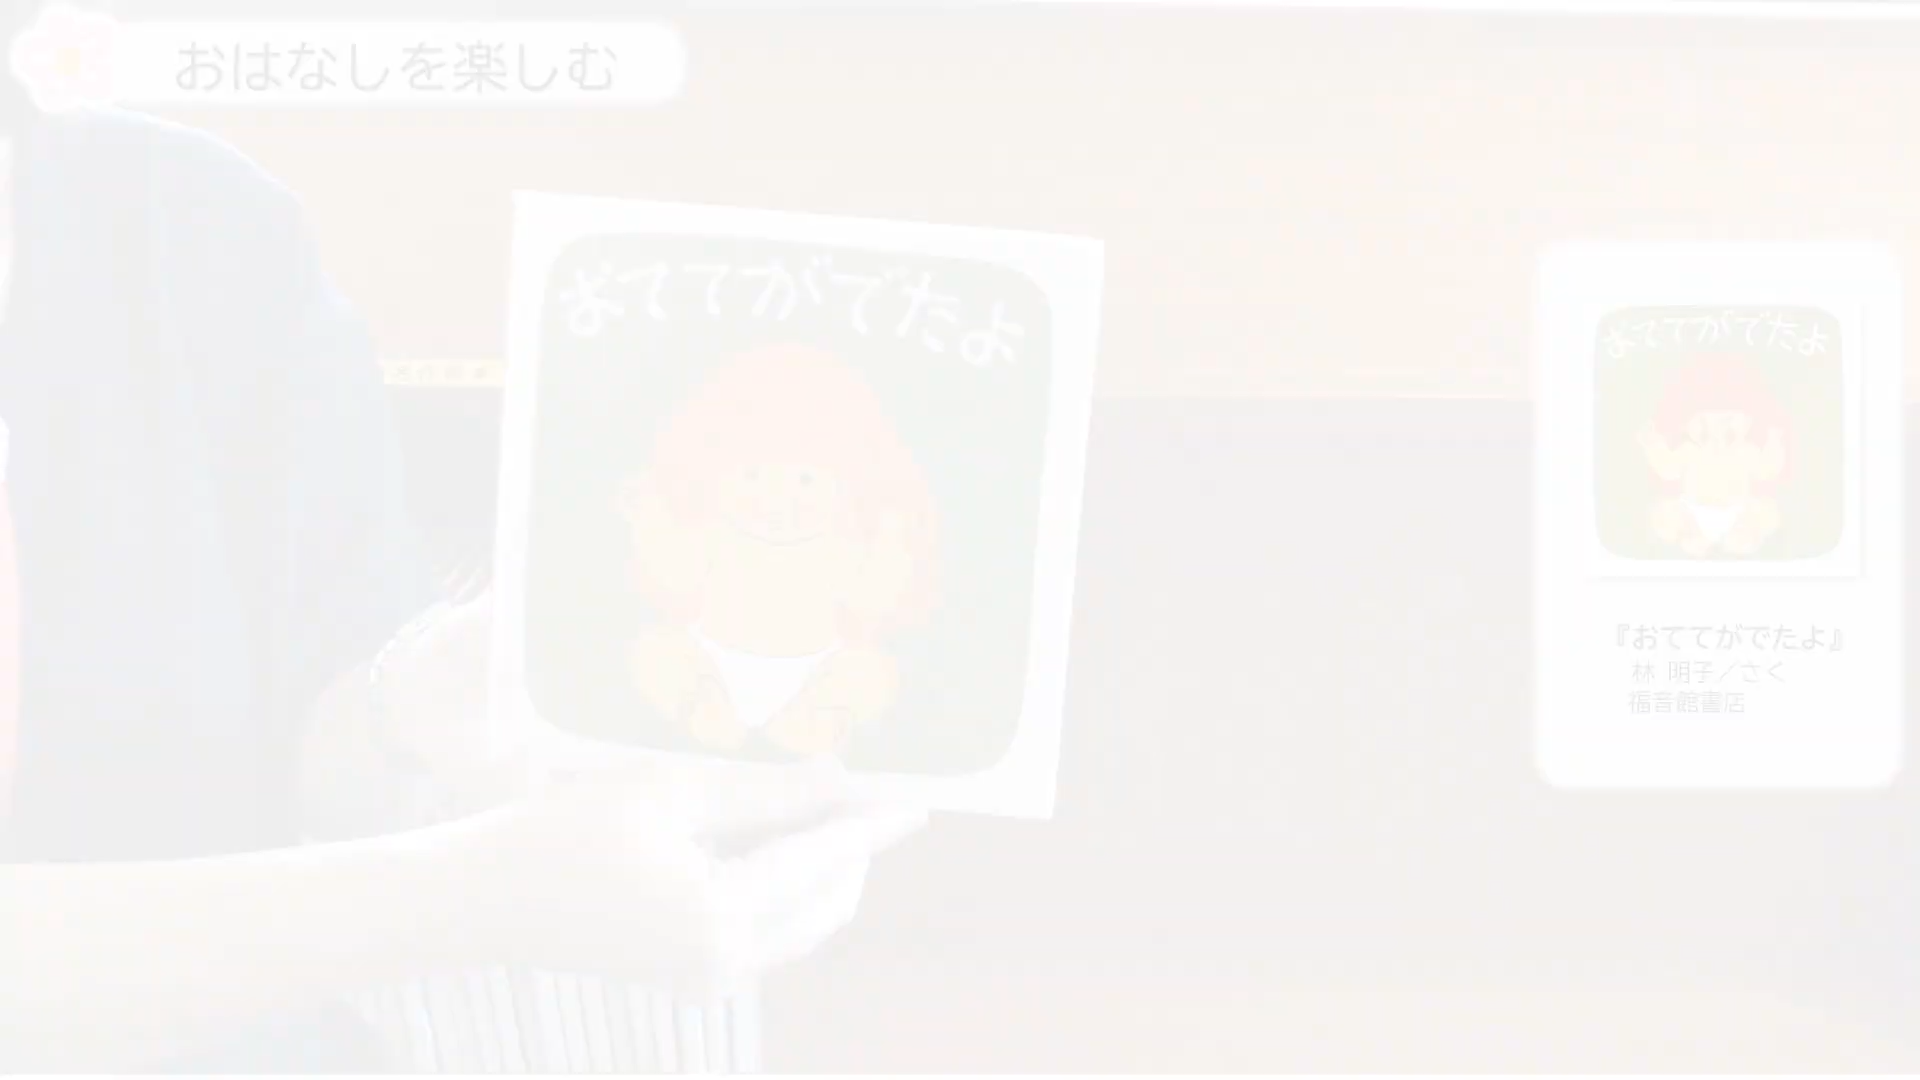 おはなしを楽しむ
おててがでたよ
おててがでたよ
『おててがでたよ』
林 明子／さく
福音館書店